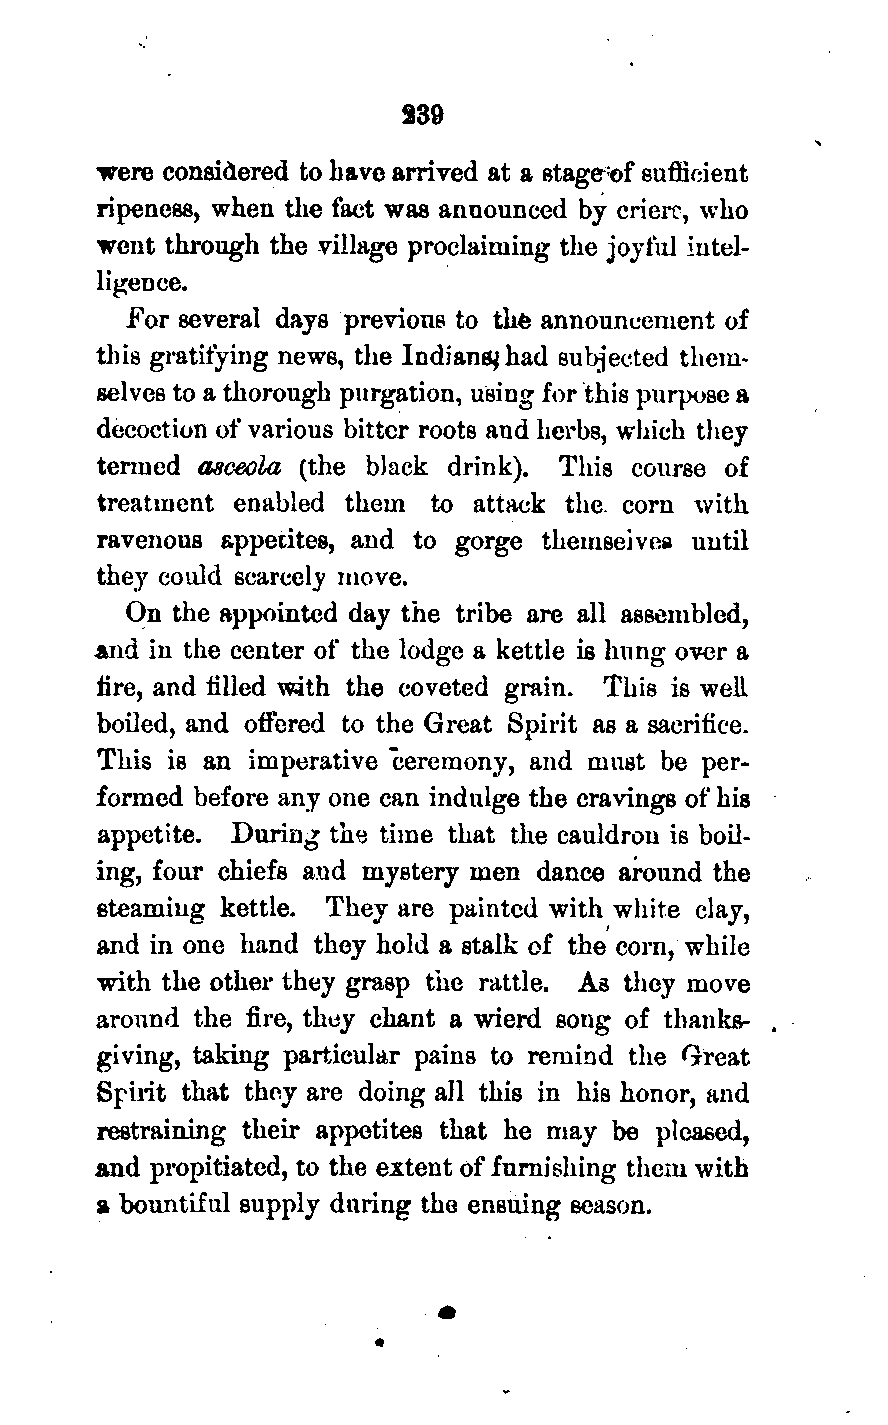 239
were considered to have arrived at a stage of sufficient
ripeness, when the fact was announced by criers, who
went through the village proclaiming the joyful intel-
ligence.
For several days previous to the announcement of
this gratifying news, the Indians had subjected them-
selves to a thorough purgation, using for this purpose a
decoction of various bitter roots and herbs, which they
termed asceola (the black drink). This course of
treatment enabled them to attack the corn with
ravenous appetites, and to gorge themselves until
they could scarcely move.
On the appointed day the tribe are all assembled,
and in the center of the lodge a kettle is hung over a
fire, and filled with the coveted grain. This is well
boiled, and offered to the Great Spirit as a sacrifice.
This is an imperative ceremony, and must be per-
formed before any one can indulge the cravings of his
appetite. During the time that the cauldron is boil-
ing, four chiefs and mystery men dance around the
steaming kettle. They are painted with white clay,
and in one hand they hold a stalk of the corn, while
with the other they grasp the rattle. As they move
around the fire, they chant a wierd song of thanks-
giving, taking particular pains to remind the Great
Spirit that they are doing all this in his honor, and
restraining their appetites that he may be pleased,
and propitiated, to the extent of furnishing them with
a bountiful supply during the ensuing season.